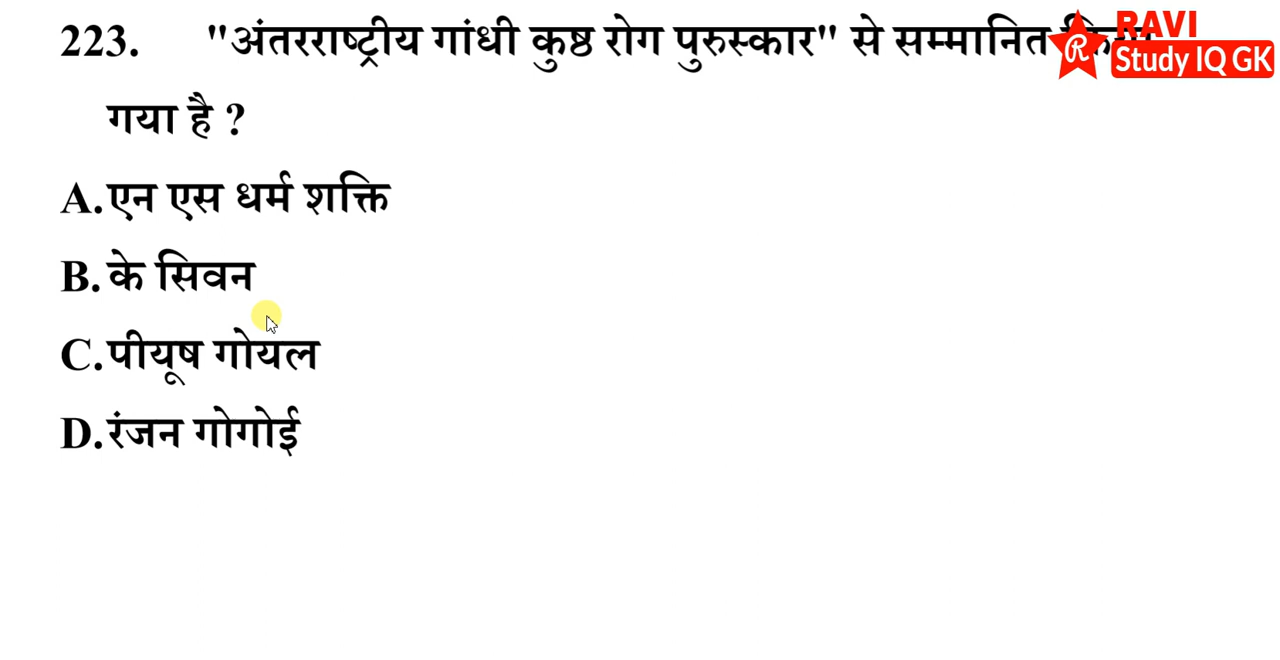 223. "अंतरराष्ट्रीय गांधी कुष्ठ रोग पुरुस्कार" से सम्मानित
RAVI
Study IQ GK
गया है ?
A. एन एस धर्म शक्ति
B. के सिवन
C. पीयूष गोयल
D. रंजन गोगोई